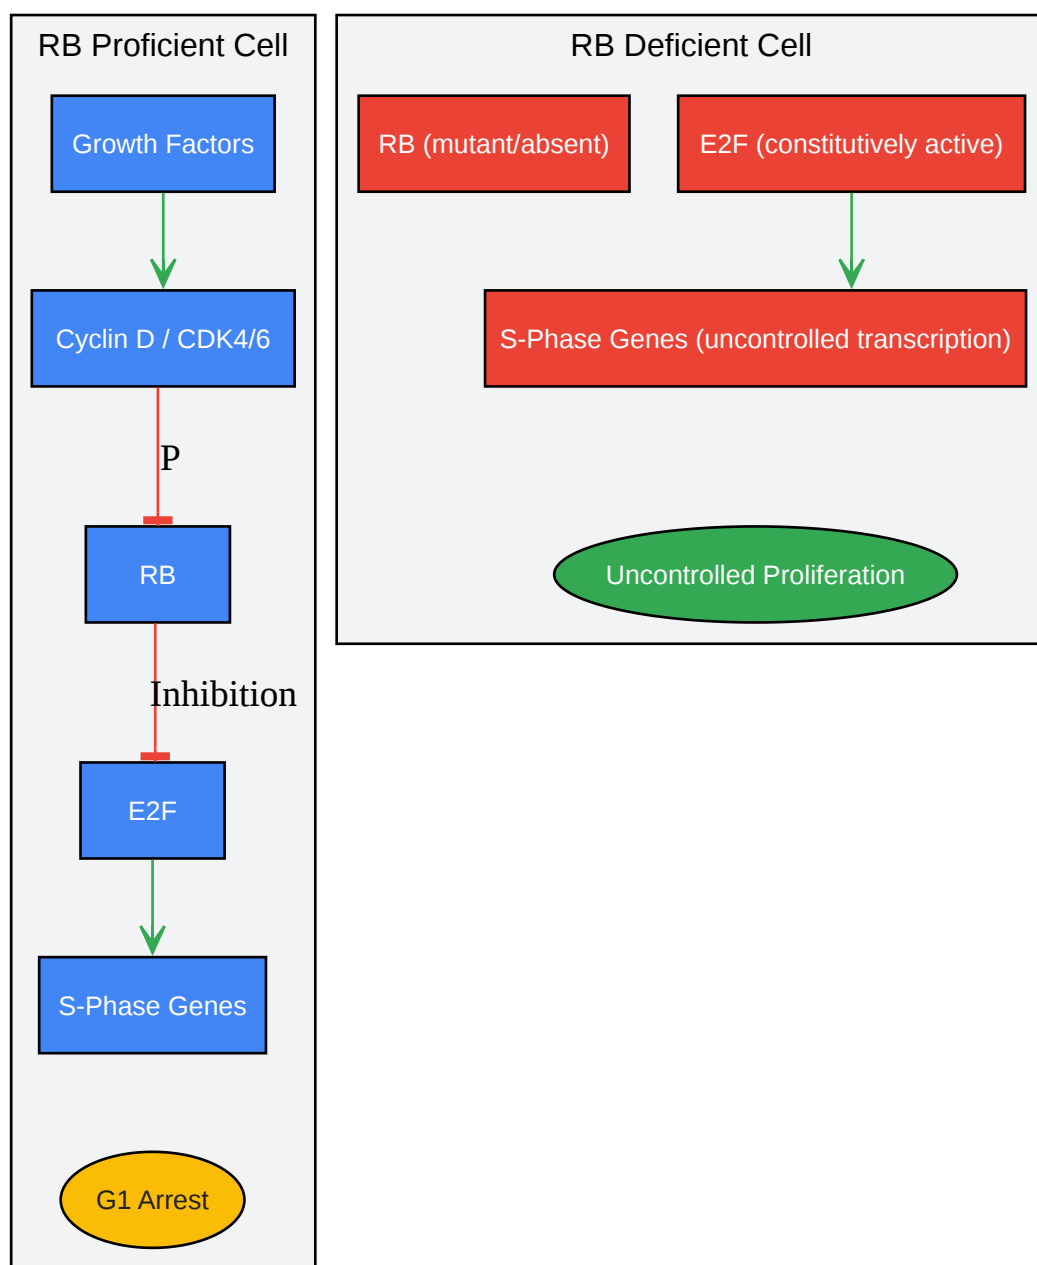 RB Proficient Cell
Growth Factors
Cyclin D / CDK4/6
P
RB
Inhibition
E2F
S-Phase Genes
G1 Arrest
RB Deficient Cell
RB (mutant/absent)
E2F (constitutively active)
S-Phase Genes (uncontrolled transcription)
Uncontrolled Proliferation